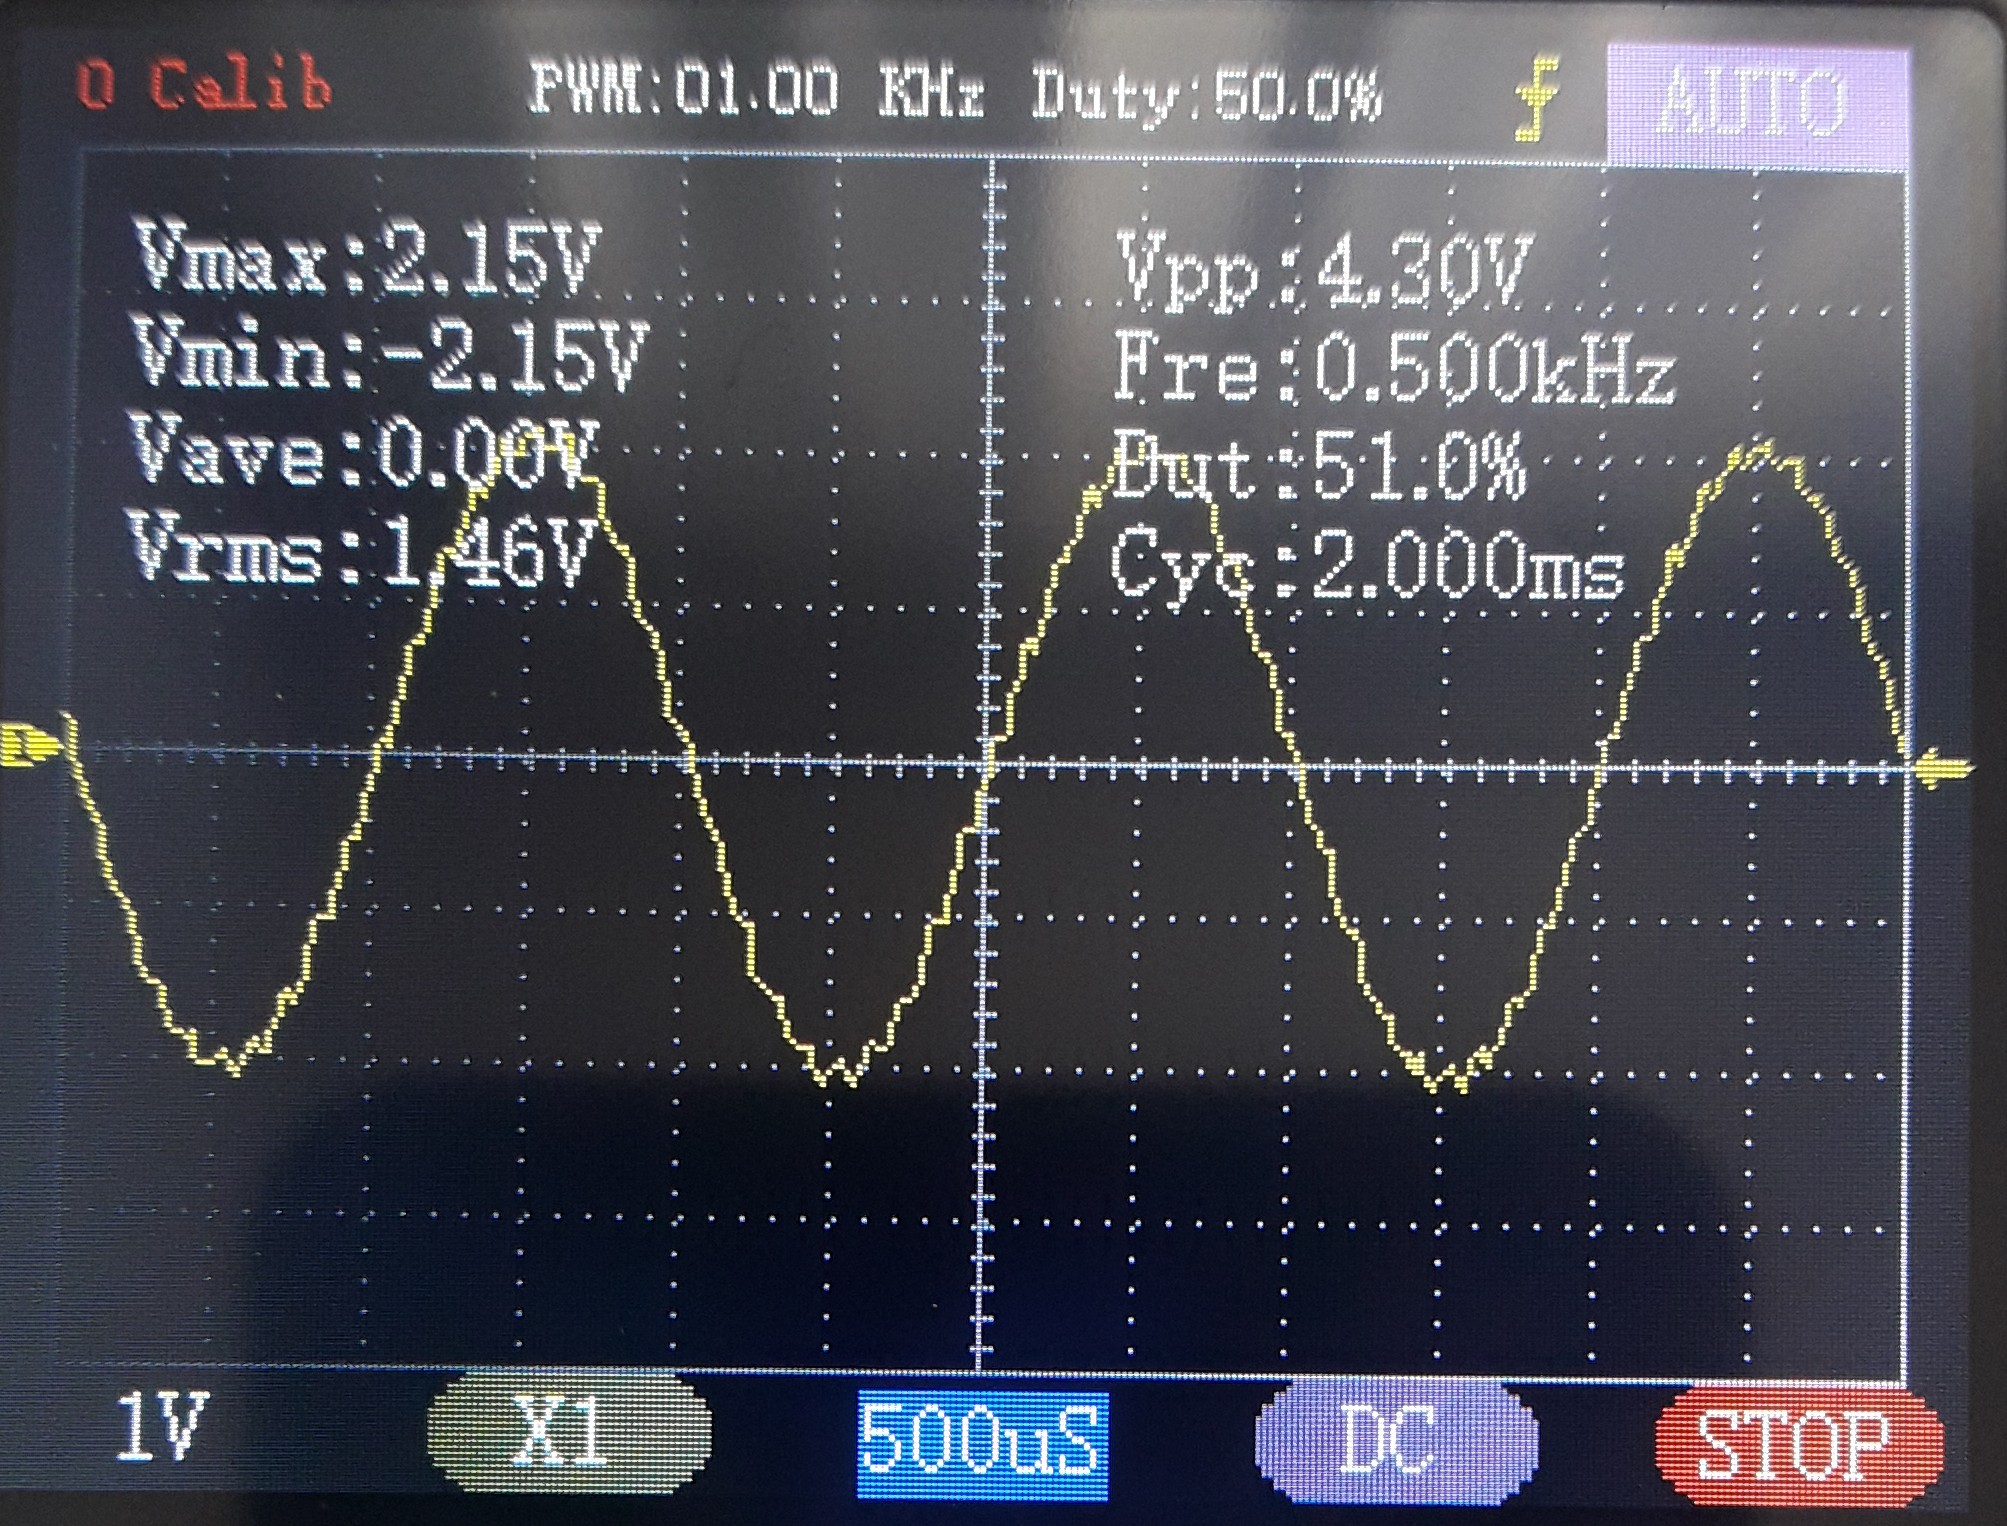 O Calib PWM:01.00 KHz Duty:50.0% AUTO
Vmax:2.15V Vpp:4.30V
Vmin:-2.15V Fre:0.500kHz
Vave:0.00V Dut:51.0%
Vrms:1.46V Cyc:2.000ms
1V X1 500uS DC STOP